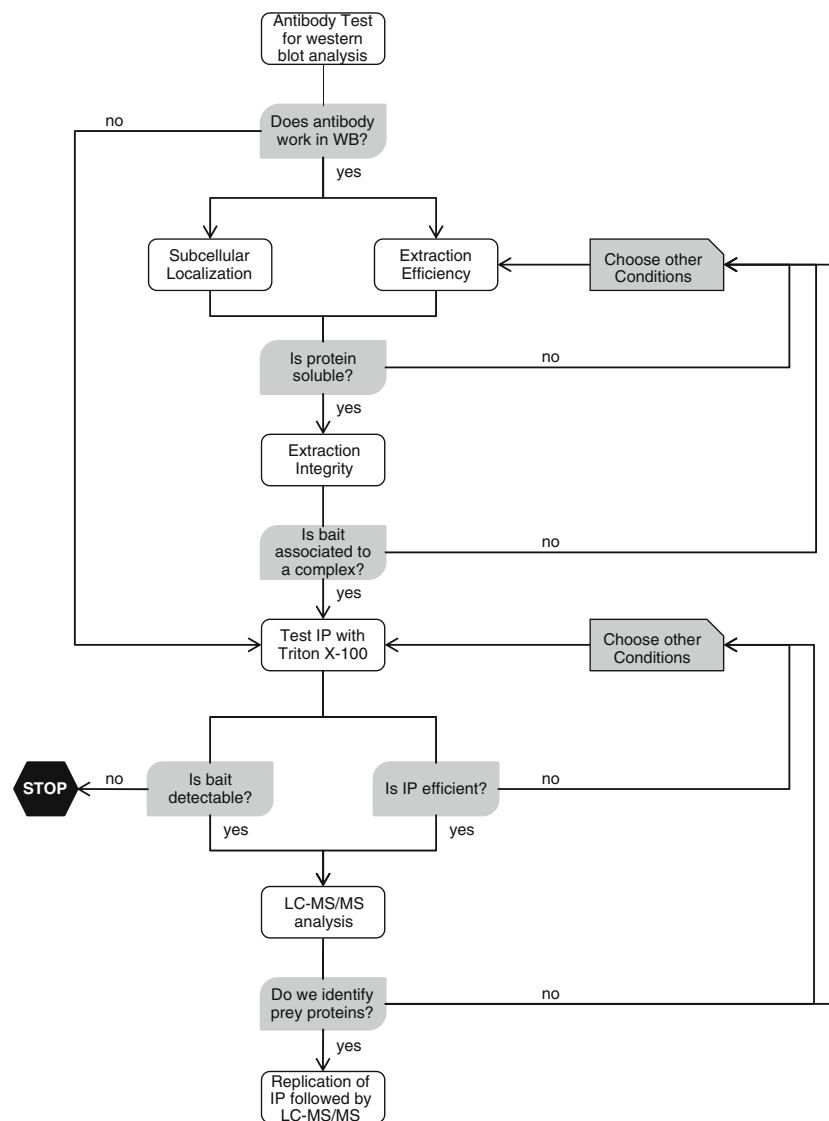 Antibody Test
for western
blot analysis
no
Does antibody
work in WB?
yes
Subcellular
Localization
Extraction
Efficiency
Choose other
Conditions
Is protein
soluble?
no
yes
Extraction
Integrity
Is bait
associated to
a complex?
no
yes
Test IP with
Triton X-100
Choose other
Conditions
STOP
no
Is bait
detectable?
Is IP efficient?
no
yes
yes
LC-MS/MS
analysis
Do we identify
prey proteins?
no
yes
Replication of
IP followed by
LC-MS/MS